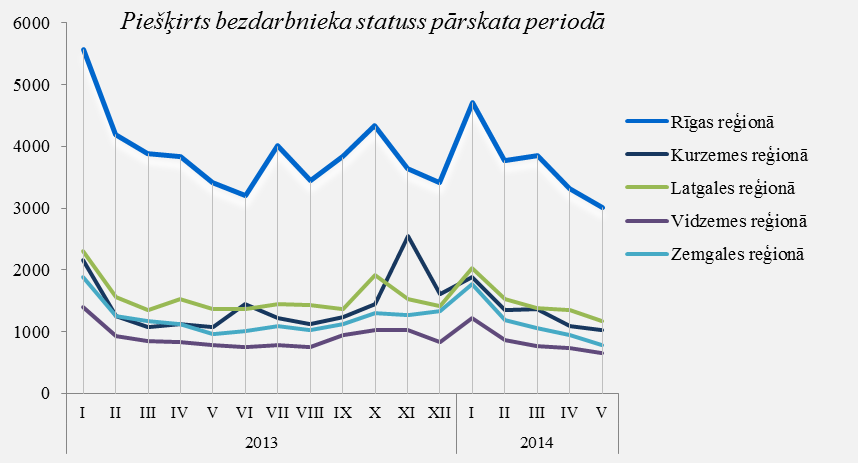 Piešķirts bezdarbnieka statuss pārskata periodā
6000
5000
4000
3000
2000
1000
0
I II III IV V VI VII VIII IX X XI XII I II III IV V
2013 2014
Rīgas reģionā
Kurzemes reģionā
Latgales reģionā
Vidzemes reģionā
Zemgales reģionā